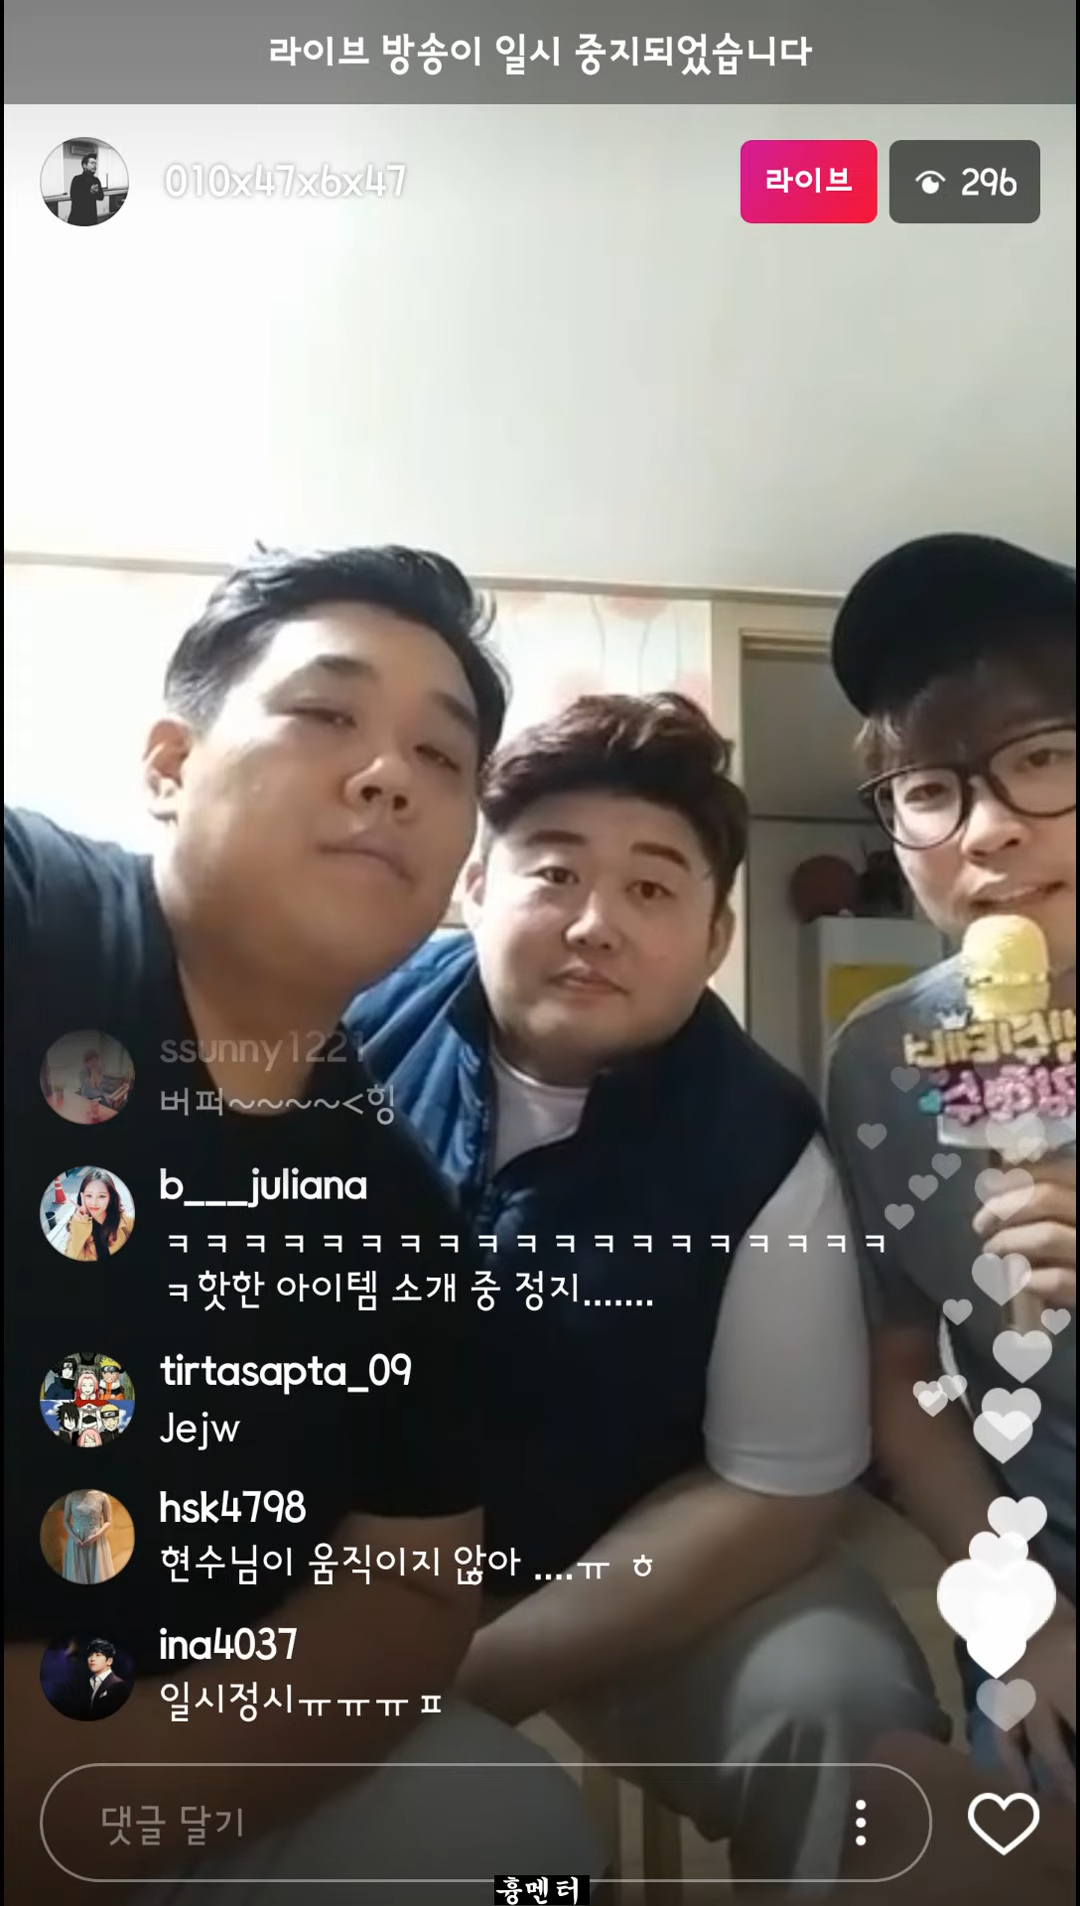 라이브 방송이 일시 중지되었습니다
010x47x6x47
라이브
296
ssunny1221
버퍼~~~~~<힝
b___juliana
ㅋㅋㅋㅋㅋㅋㅋㅋㅋㅋㅋㅋㅋㅋㅋㅋㅋㅋㅋ
ㅋ핫한 아이템 소개 중 정지.......
tirtasapta_09
Jejw
hsk4798
현수님이 움직이지 않아 ....ㅠ ㅎ
ina4037
일시정시ㅠㅠㅠㅍ
댓글 달기
흉멘터